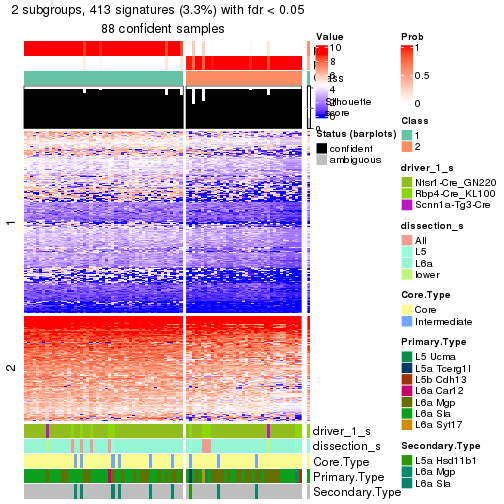 2 subgroups, 413 signatures (3.3%) with fdr < 0.05
88 confident samples
Value
10
8
6
4
2
0
Prob
1
0.5
0
Silhouette
score
Status (barplots)
confident
ambiguous
Class
1
2
driver_1_s
Ntsr1-Cre_GN220
Rbp4-Cre_KL100
Scnn1a-Tg3-Cre
dissection_s
All
L5
L6a
lower
Core.Type
Core
Intermediate
Primary.Type
L5 Ucma
L5a Tcerg1l
L5b Cdh13
L6a Car12
L6a Mgp
L6a Sla
L6a Syt17
Secondary.Type
L5a Hsd11b1
L6a Mgp
L6a Sla
1
2
driver_1_s
dissection_s
Core.Type
Primary.Type
Secondary.Type